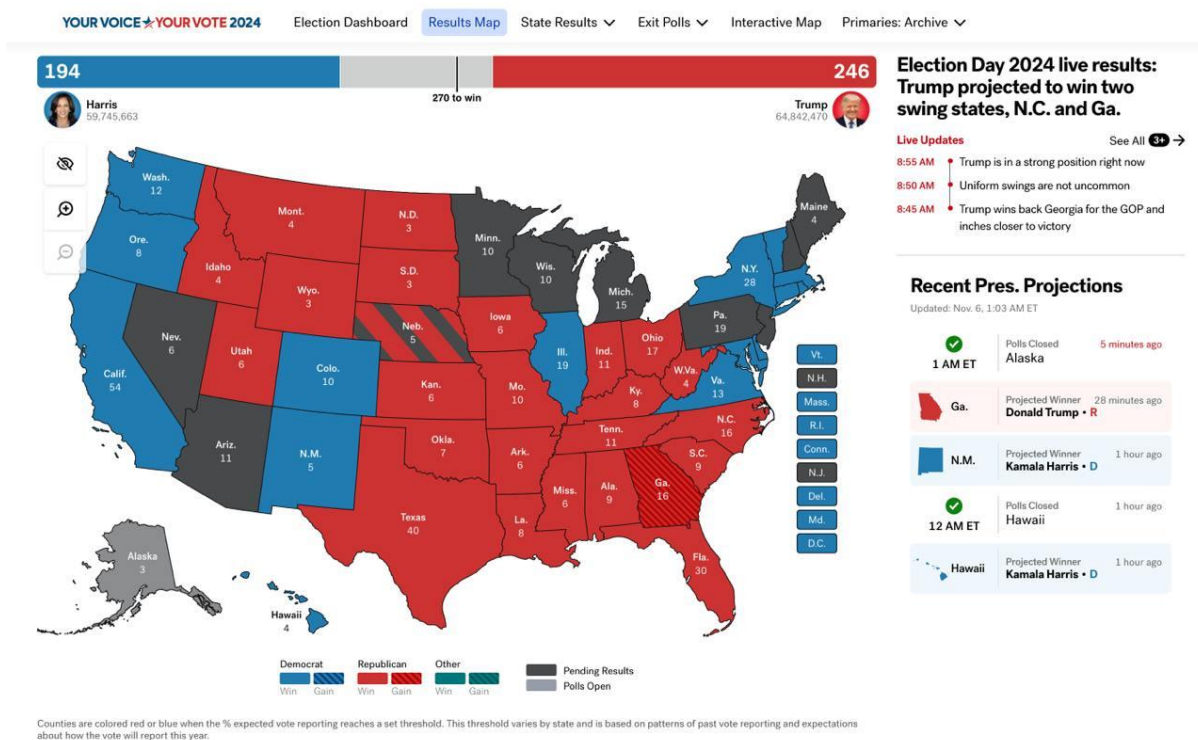 YOUR VOICE YOUR VOTE 2024
Election Dashboard
Results Map
State Results
Exit Polls
Interactive Map
Primaries: Archive
194
246
270 to win
Harris
59,745,663
Trump
64,842,470
Wash.
12
Ore.
8
Calif.
54
Nev.
6
Idaho
4
Mont.
4
Wyo.
3
Utah
6
Ariz.
11
Colo.
10
N.M.
5
N.D.
3
S.D.
3
Neb.
5
Kan.
6
Okla.
7
Texas
40
Minn.
10
Iowa
6
Mo.
10
Ark.
6
La.
8
Wis.
10
Ill.
19
Mich.
15
Ind.
11
Ohio
17
Ky.
8
Tenn.
11
Miss.
6
Ala.
9
Ga.
16
Fla.
30
S.C.
9
N.C.
16
W.Va.
4
Va.
13
Pa.
19
N.Y.
28
Maine
4
Alaska
3
Hawaii
4
Vt.
N.H.
Mass.
R.I.
Conn.
N.J.
Del.
Md.
D.C.
Democrat
Win
Gain
Republican
Win
Gain
Other
Win
Gain
Pending Results
Polls Open
Counties are colored red or blue when the % expected vote reporting reaches a set threshold. This threshold varies by state and is based on patterns of past vote reporting and expectations
about how the vote will report this year.
Election Day 2024 live results:
Trump projected to win two
swing states, N.C. and Ga.
Live Updates
See All 3+
8:55 AM Trump is in a strong position right now
8:50 AM Uniform swings are not uncommon
8:45 AM Trump wins back Georgia for the GOP and
inches closer to victory
Recent Pres. Projections
Updated: Nov. 6, 1:03 AM ET
1 AM ET
Polls Closed
Alaska
5 minutes ago
Ga.
Projected Winner
Donald Trump • R
28 minutes ago
N.M.
Projected Winner
Kamala Harris • D
1 hour ago
12 AM ET
Polls Closed
Hawaii
1 hour ago
Hawaii
Projected Winner
Kamala Harris • D
1 hour ago